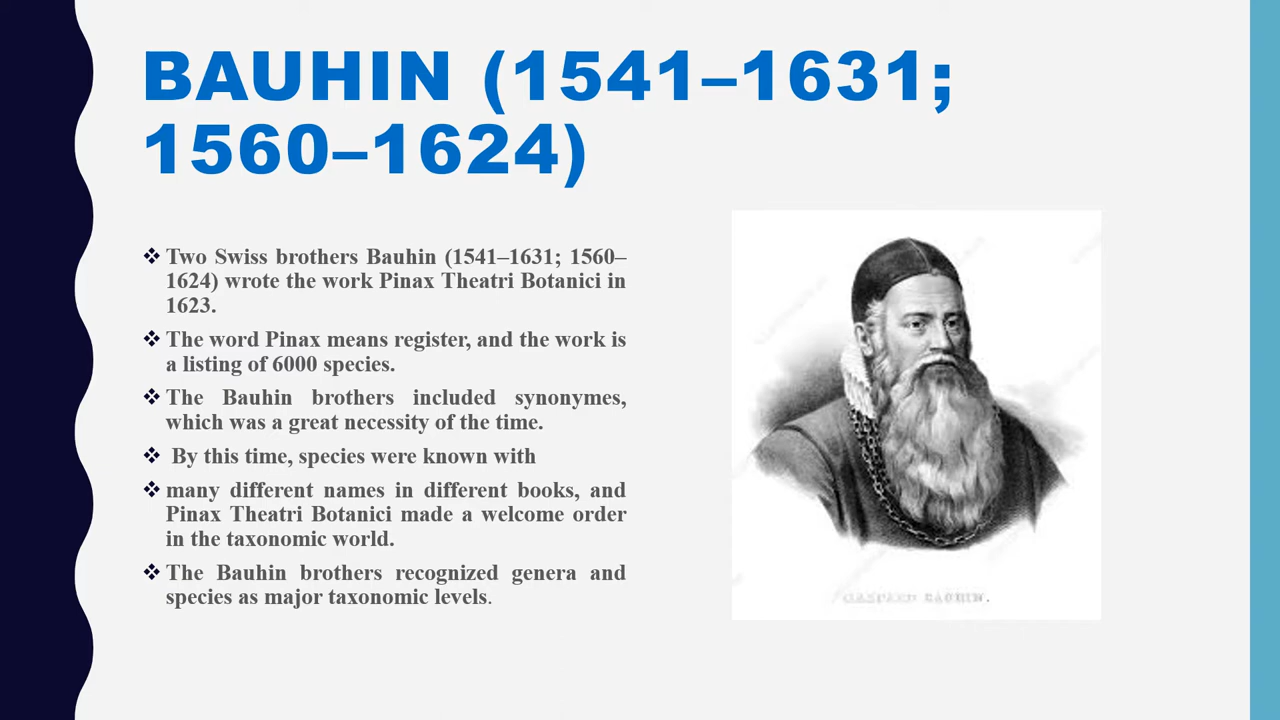 BAUHIN (1541–1631;
1560–1624)
❖ Two Swiss brothers Bauhin (1541–1631; 1560–
1624) wrote the work Pinax Theatri Botanici in
1623.
❖ The word Pinax means register, and the work is
a listing of 6000 species.
❖ The Bauhin brothers included synonymes,
which was a great necessity of the time.
❖ By this time, species were known with
❖ many different names in different books, and
Pinax Theatri Botanici made a welcome order
in the taxonomic world.
❖ The Bauhin brothers recognized genera and
species as major taxonomic levels.
BAUHIN.